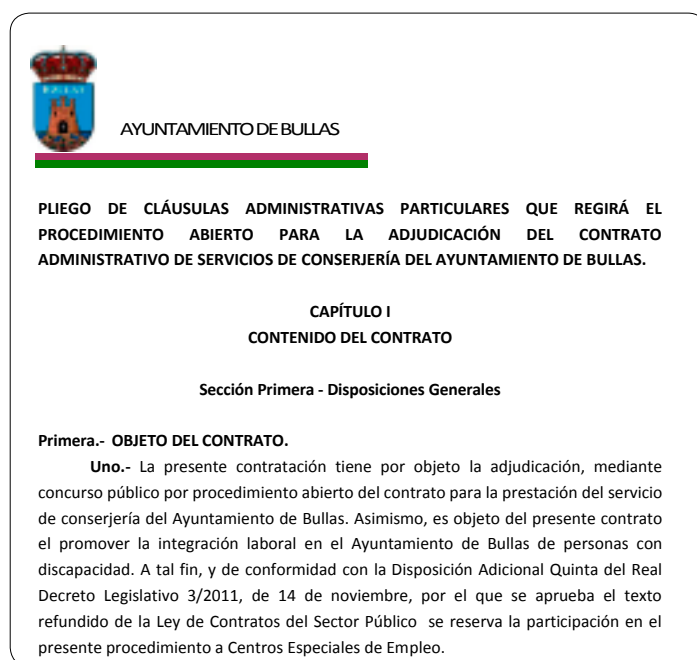 AYUNTAMIENTO DE BULLAS
PLIEGO DE CLÁUSULAS ADMINISTRATIVAS PARTICULARES QUE REGIRÁ EL
PROCEDIMIENTO ABIERTO PARA LA ADJUDICACIÓN DEL CONTRATO
ADMINISTRATIVO DE SERVICIOS DE CONSERJERÍA DEL AYUNTAMIENTO DE BULLAS.
CAPÍTULO I
CONTENIDO DEL CONTRATO
Sección Primera - Disposiciones Generales
Primera.- OBJETO DEL CONTRATO.
Uno.- La presente contratación tiene por objeto la adjudicación, mediante
concurso público por procedimiento abierto del contrato para la prestación del servicio
de conserjería del Ayuntamiento de Bullas. Asimismo, es objeto del presente contrato
el promover la integración laboral en el Ayuntamiento de Bullas de personas con
discapacidad. A tal fin, y de conformidad con la Disposición Adicional Quinta del Real
Decreto Legislativo 3/2011, de 14 de noviembre, por el que se aprueba el texto
refundido de la Ley de Contratos del Sector Público se reserva la participación en el
presente procedimiento a Centros Especiales de Empleo.